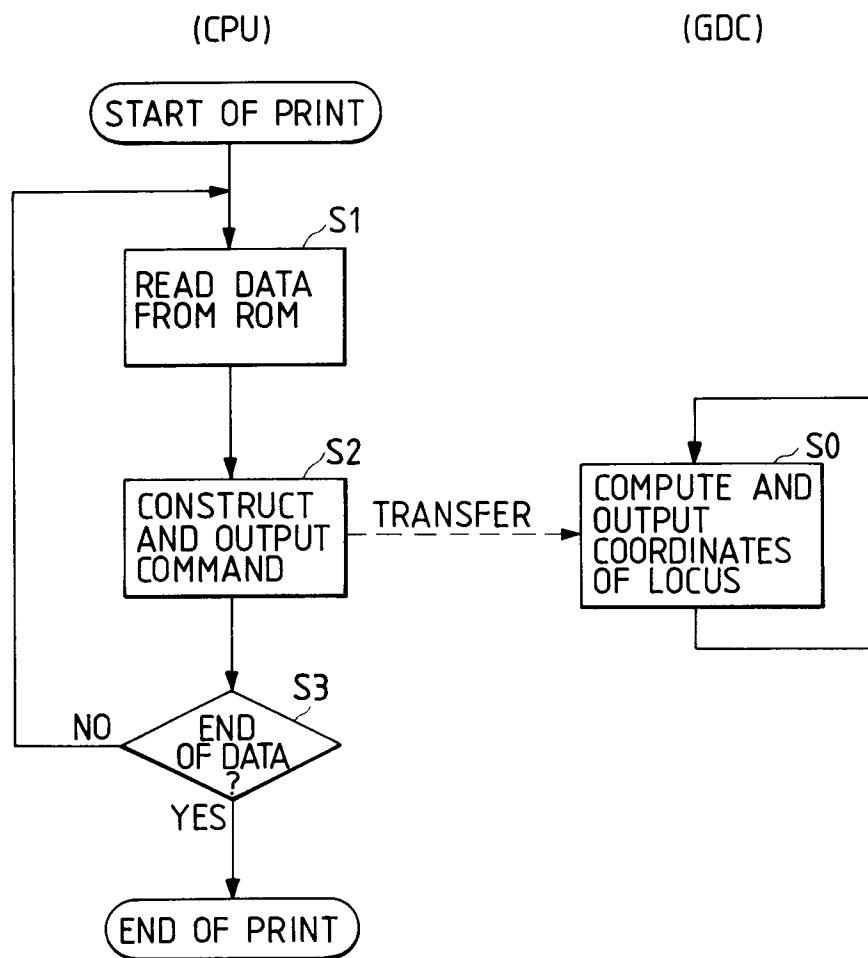 (CPU)
(GDC)
START OF PRINT
S1
READ DATA
FROM ROM
S2
CONSTRUCT
AND OUTPUT
COMMAND
TRANSFER
S0
COMPUTE AND
OUTPUT
COORDINATES
OF LOCUS
S3
END
OF DATA
?
NO
YES
END OF PRINT